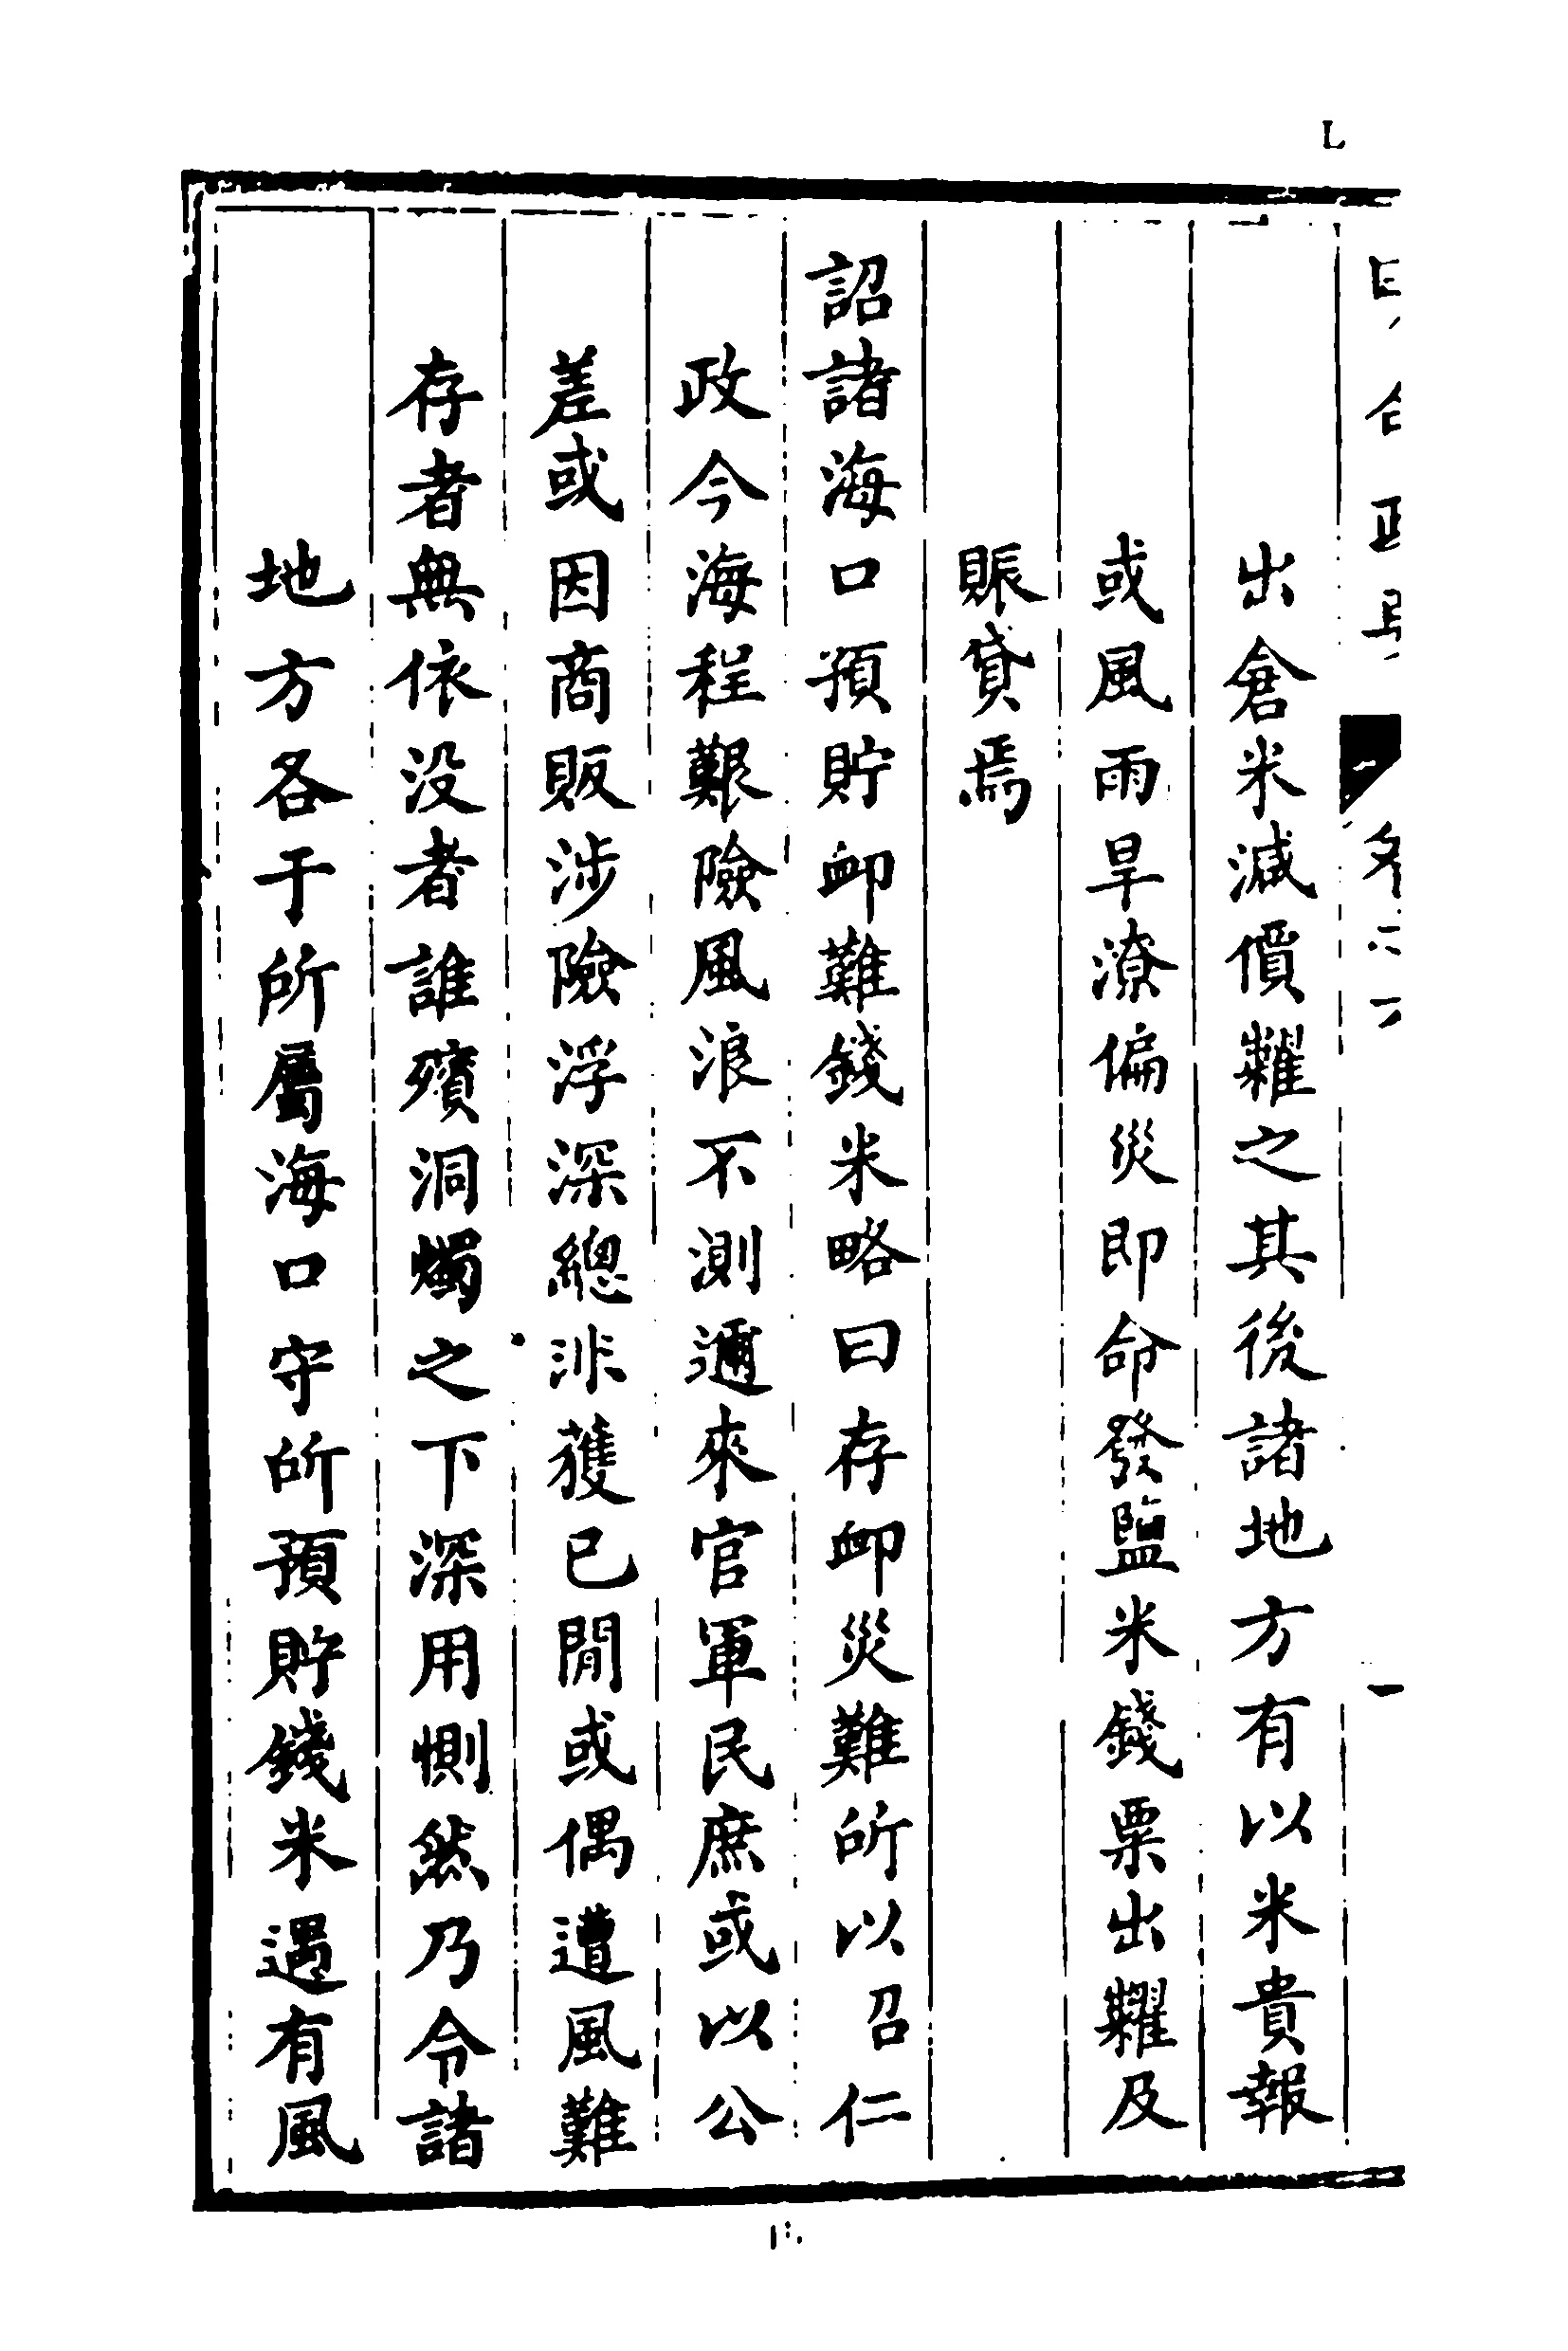 出倉米減價糶之其後諸地方有以米貴報
或風雨旱潦偏災即命發鹽米錢粟出糶及
賑貸焉
詔諸海口預貯衈難錢米略曰存衈災難所以召仁
政今海程艱險風浪不測邇來官軍民庶或以公
差或因商販涉險浮深總非獲已閒或偶遭風難
存者無依没者誰殯洞燭之下深用惻然乃令諸
地方各于所屬海口守所預貯錢米遇有風